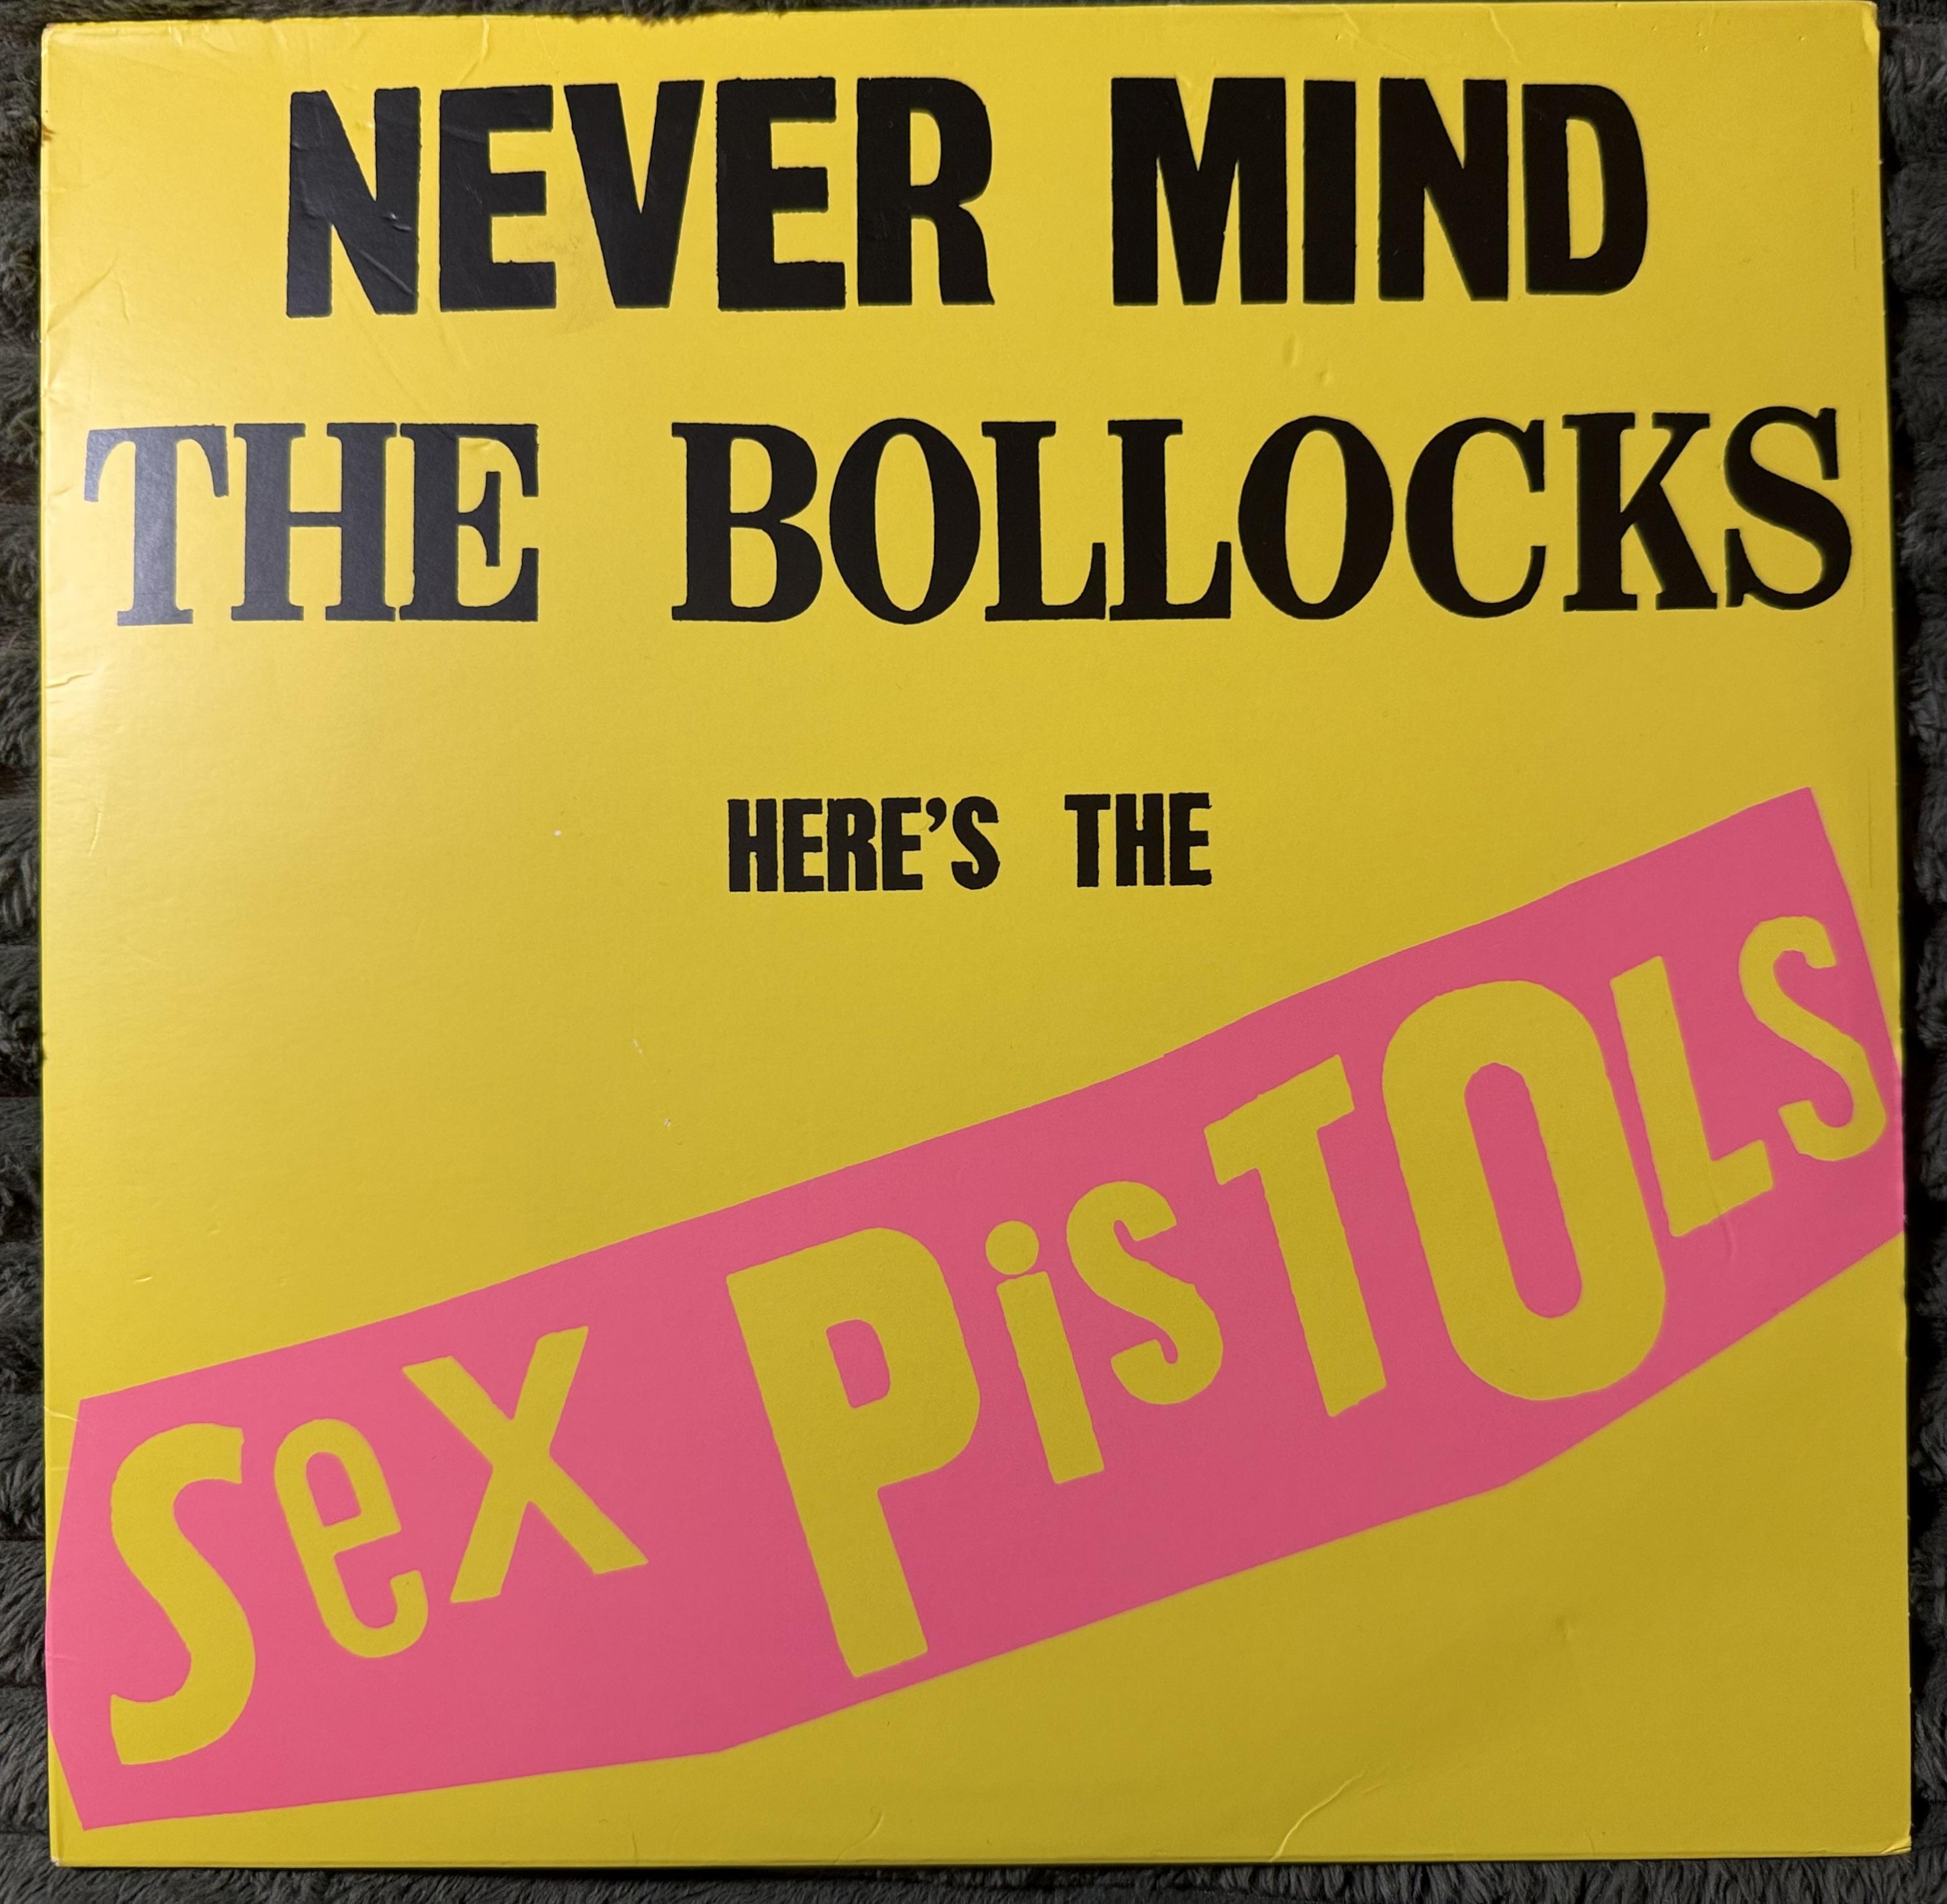 NEVER MIND
THE BOLLOCKS
HERE'S THE
Sex PiSTOLS